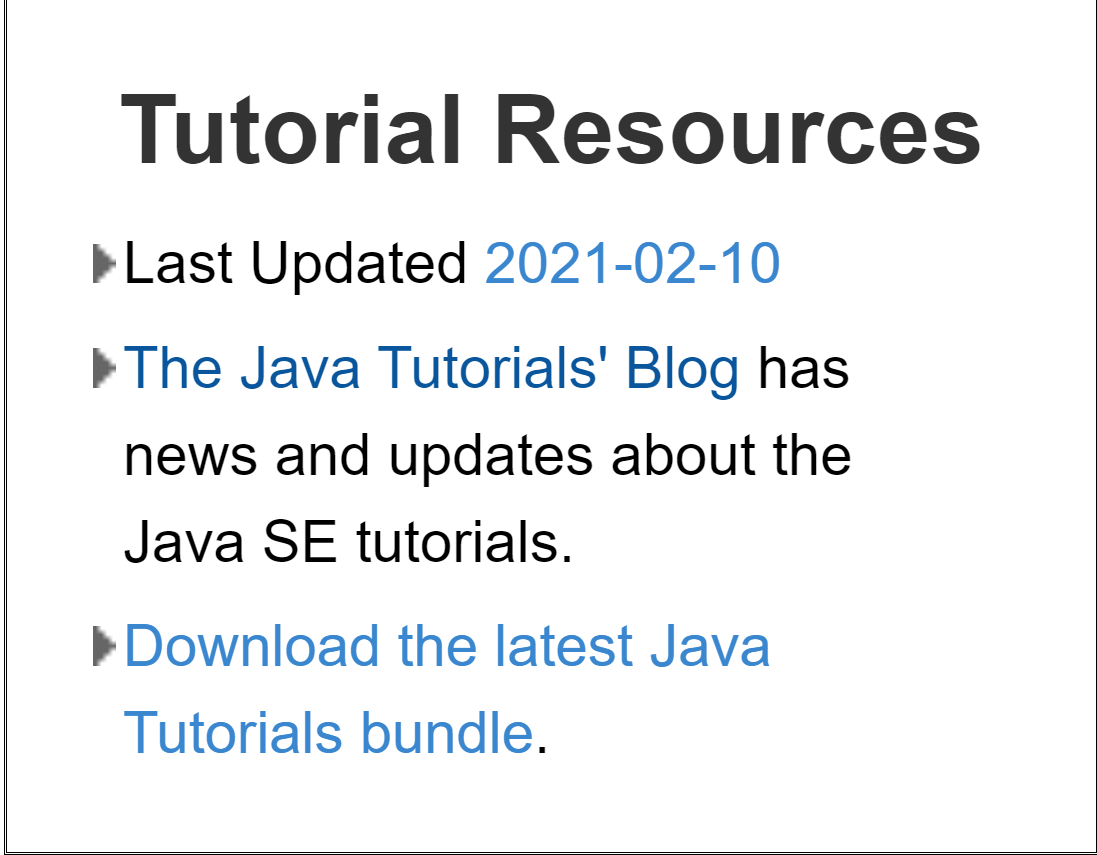 Tutorial Resources
Last Updated 2021-02-10
The Java Tutorials' Blog has
news and updates about the
Java SE tutorials.
Download the latest Java
Tutorials bundle.